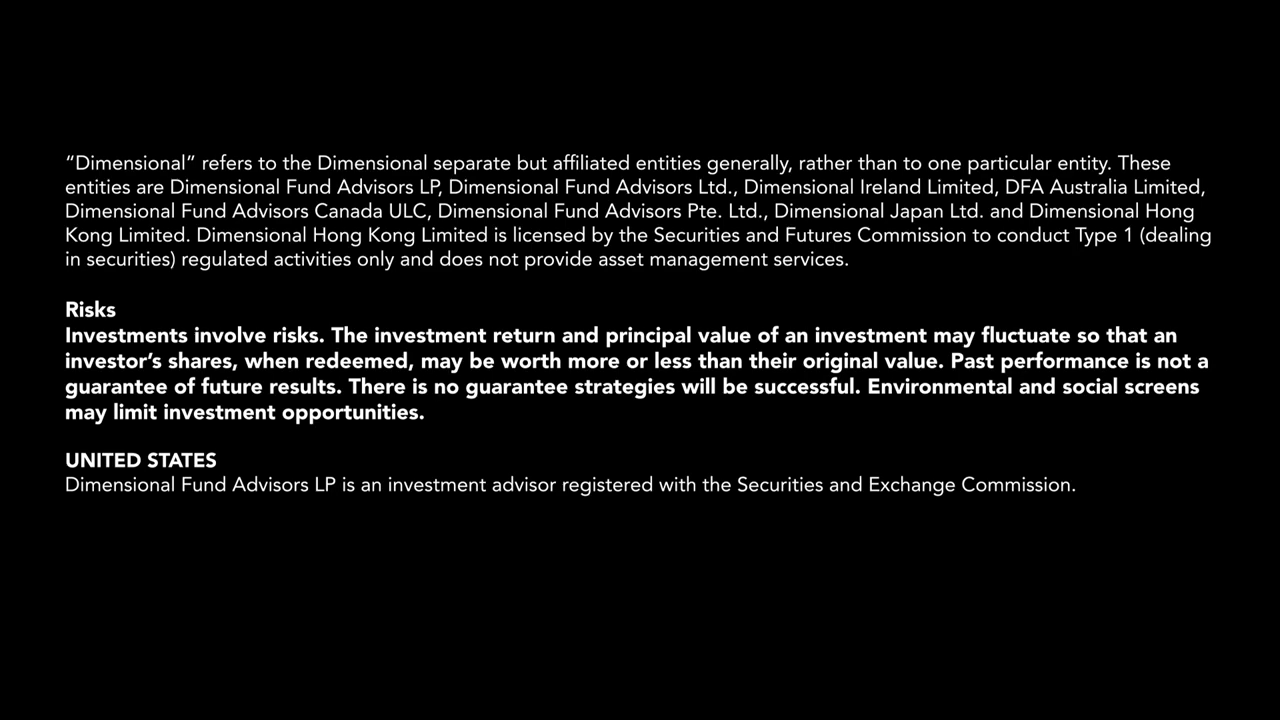 “Dimensional” refers to the Dimensional separate but affiliated entities generally, rather than to one particular entity. These
entities are Dimensional Fund Advisors LP, Dimensional Fund Advisors Ltd., Dimensional Ireland Limited, DFA Australia Limited,
Dimensional Fund Advisors Canada ULC, Dimensional Fund Advisors Pte. Ltd., Dimensional Japan Ltd. and Dimensional Hong
Kong Limited. Dimensional Hong Kong Limited is licensed by the Securities and Futures Commission to conduct Type 1 (dealing
in securities) regulated activities only and does not provide asset management services.
Risks
Investments involve risks. The investment return and principal value of an investment may fluctuate so that an
investor’s shares, when redeemed, may be worth more or less than their original value. Past performance is not a
guarantee of future results. There is no guarantee strategies will be successful. Environmental and social screens
may limit investment opportunities.
UNITED STATES
Dimensional Fund Advisors LP is an investment advisor registered with the Securities and Exchange Commission.